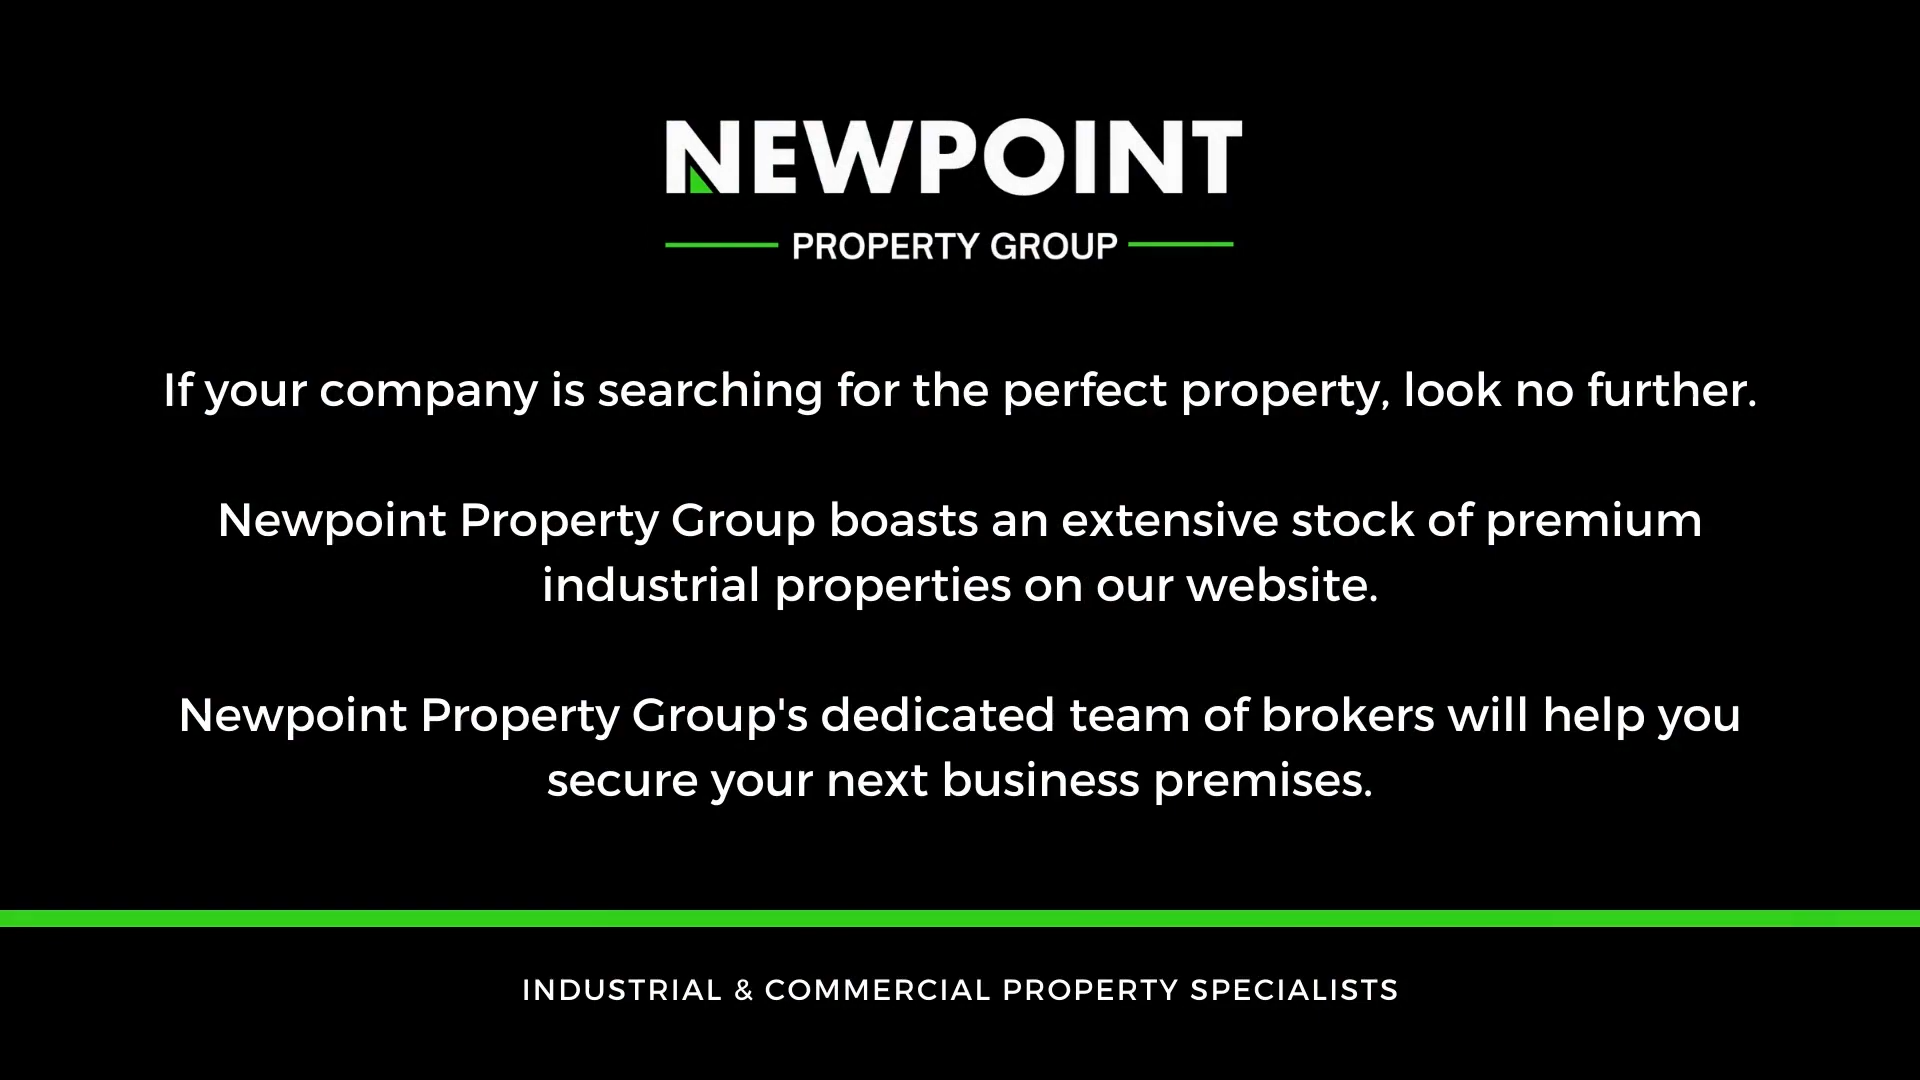 NEWPOINT
PROPERTY GROUP
If your company is searching for the perfect property, look no further.
Newpoint Property Group boasts an extensive stock of premium
industrial properties on our website.
Newpoint Property Group's dedicated team of brokers will help you
secure your next business premises.
INDUSTRIAL & COMMERCIAL PROPERTY SPECIALISTS